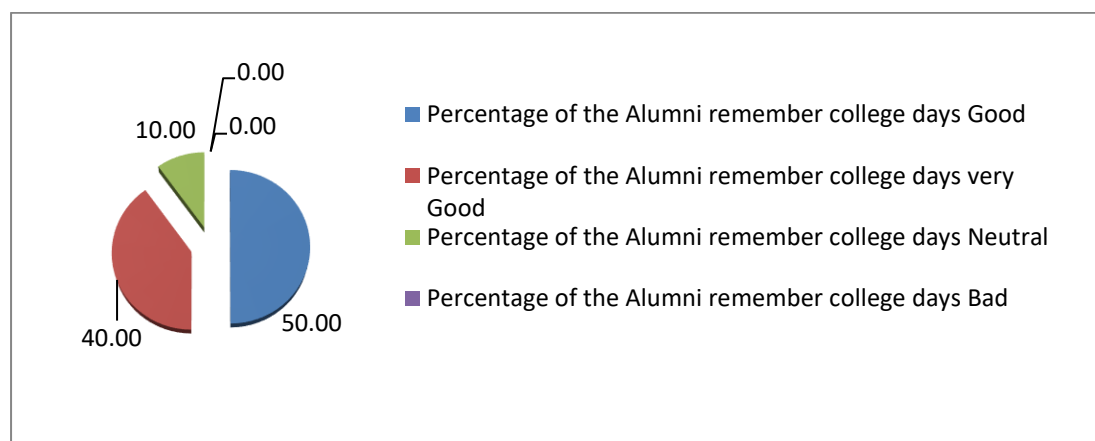 0.00
0.00
10.00
40.00
50.00
Percentage of the Alumni remember college days Good
Percentage of the Alumni remember college days very
Good
Percentage of the Alumni remember college days Neutral
Percentage of the Alumni remember college days Bad